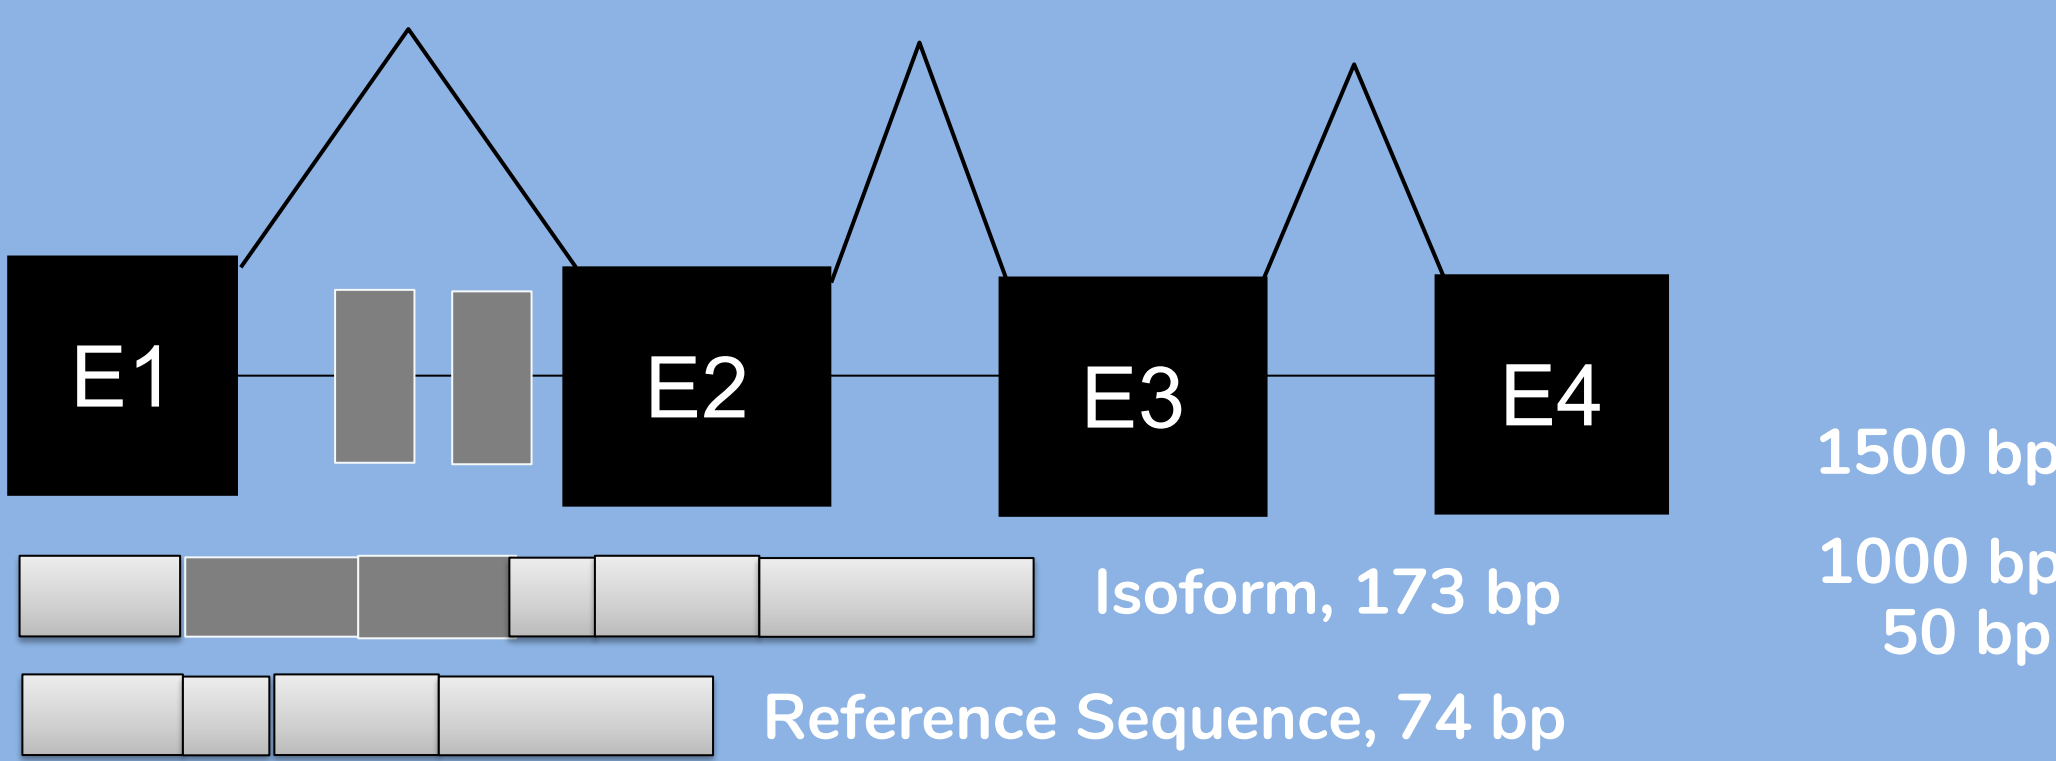 E1
E2
E3
E4
1500 bp
1000 bp
50 bp
Isoform, 173 bp
Reference Sequence, 74 bp